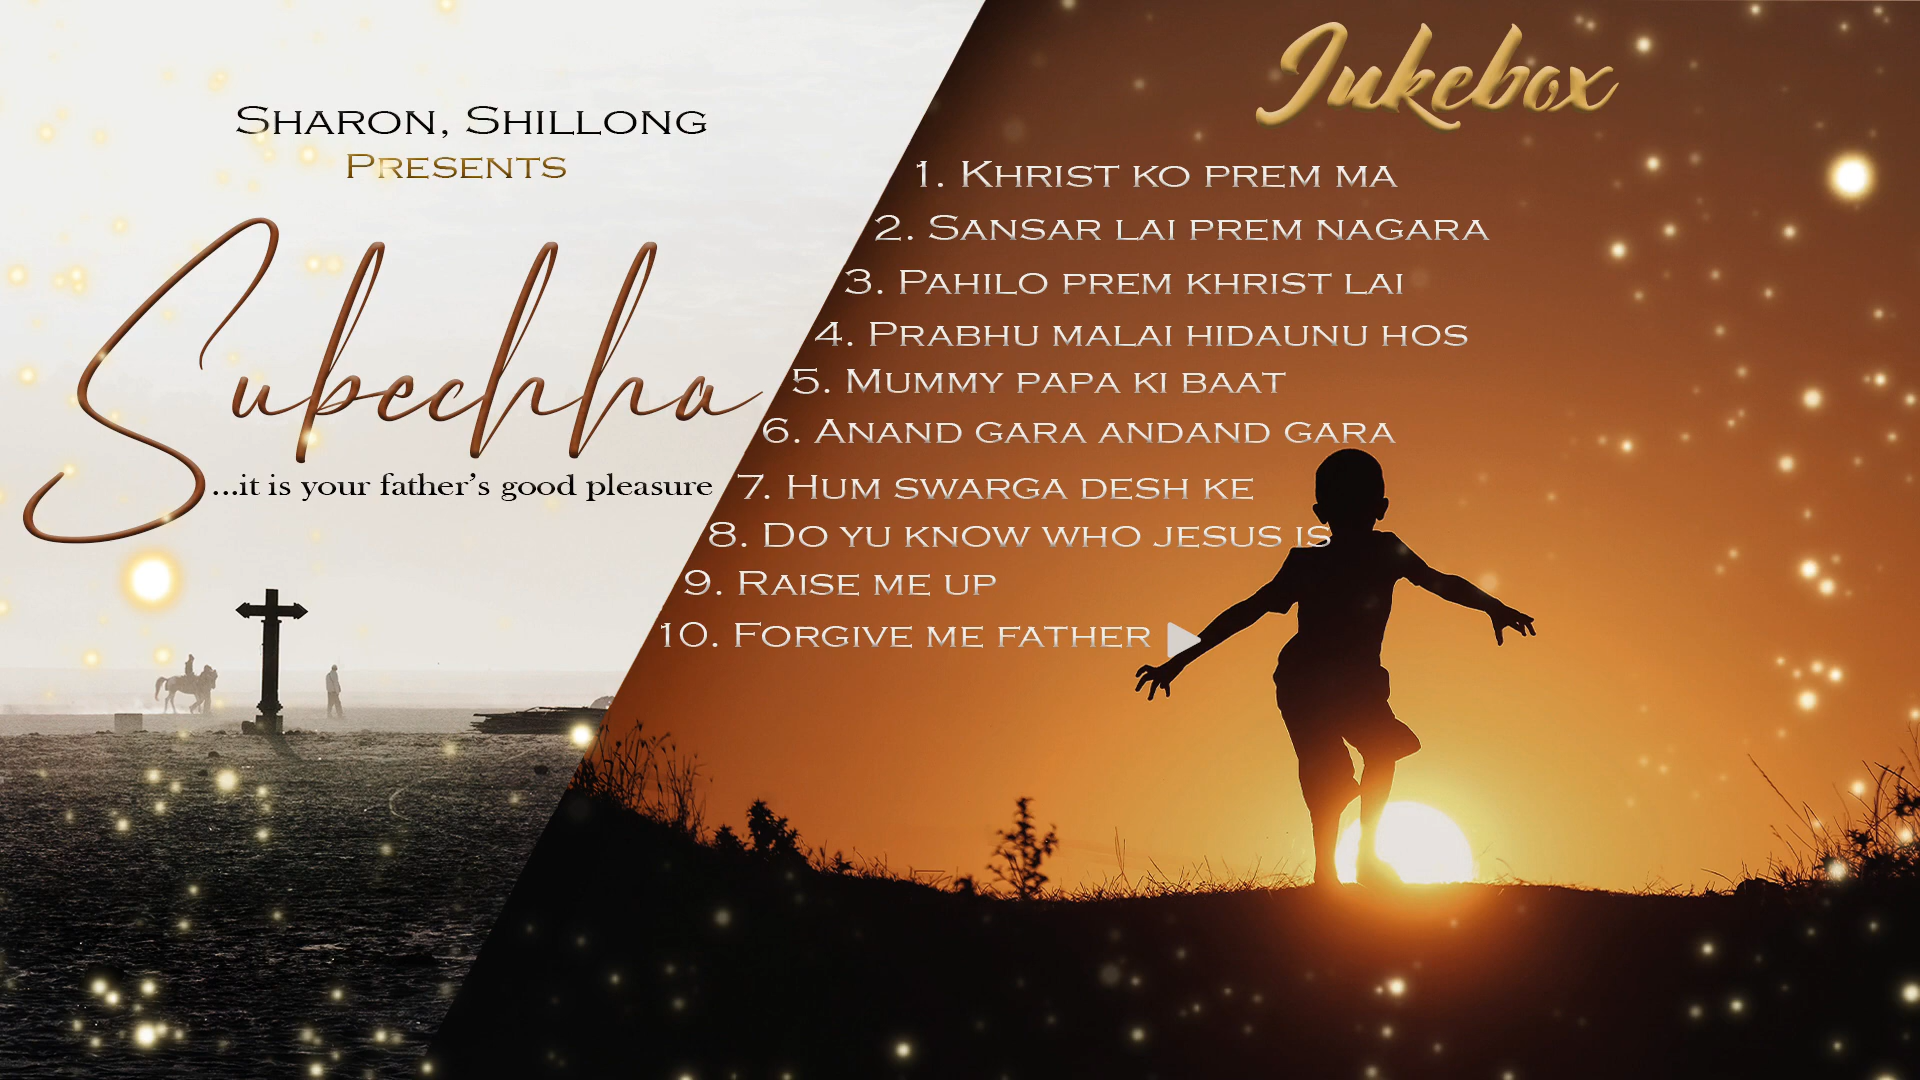 Sharon, Shillong
Presents
Subechha
...it is your father's good pleasure
Jukebox
1. Khrist ko prem ma
2. Sansar lai prem nagara
3. Pahilo prem khrist lai
4. Prabhu malai hidaunu hos
5. Mummy papa ki baat
6. Anand gara andand gara
7. Hum swarga desh ke
8. Do yu know who jesus is
9. Raise me up
10. Forgive me father